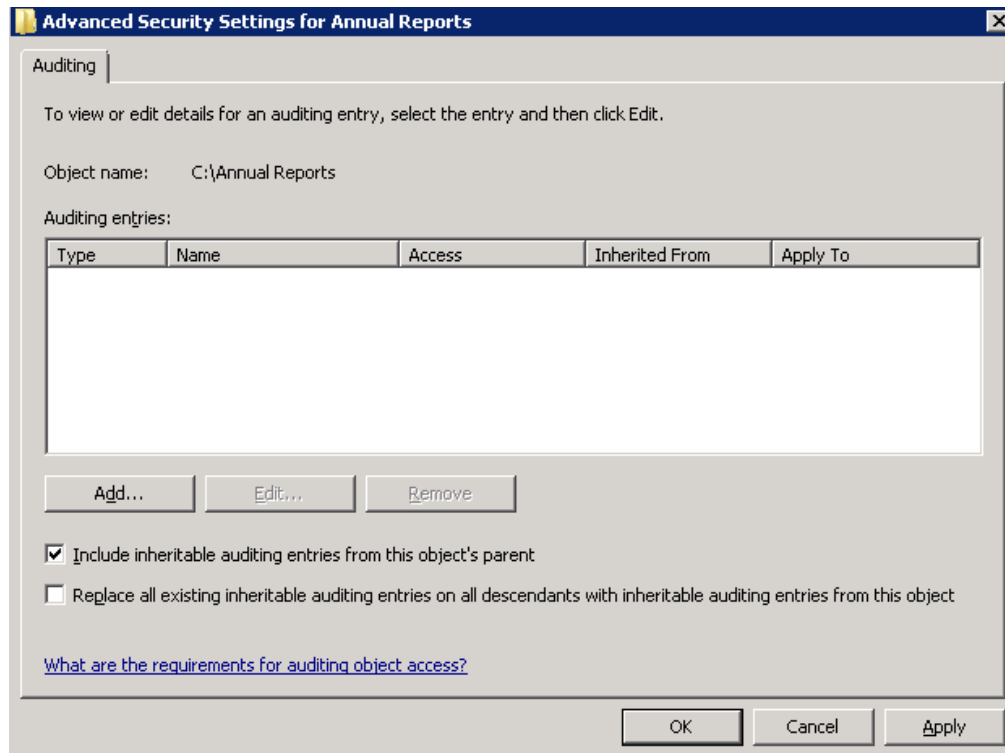 Advanced Security Settings for Annual Reports
Auditing
To view or edit details for an auditing entry, select the entry and then click Edit.
Object name: C:\Annual Reports
Auditing entries:
Type Name Access Inherited From Apply To
Add... Edit... Remove
Include inheritable auditing entries from this object's parent
Replace all existing inheritable auditing entries on all descendants with inheritable auditing entries from this object
What are the requirements for auditing object access?
OK Cancel Apply